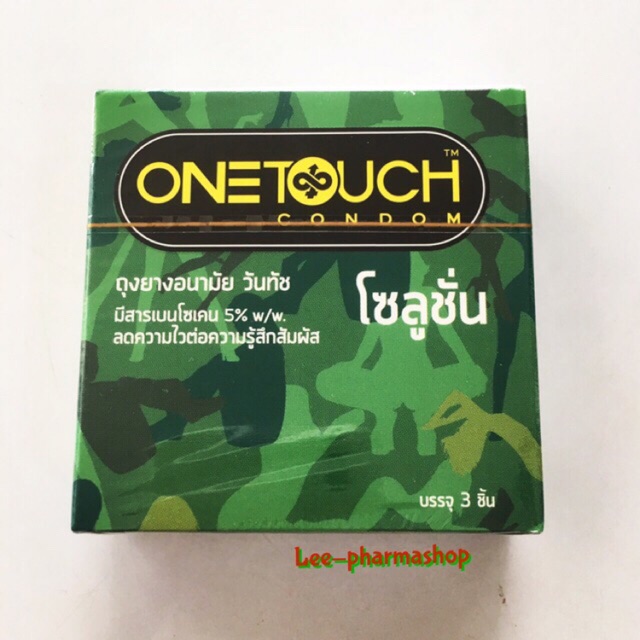 ONETOUCH™
CONDOM
ถุงยางอนามัย วันทัช
มีสารเบนโซเคน 5% w/w.
ลดความไวต่อความรู้สึกสัมผัส
โซลูชั่น
บรรจุ 3 ชิ้น
Lee-pharmashop